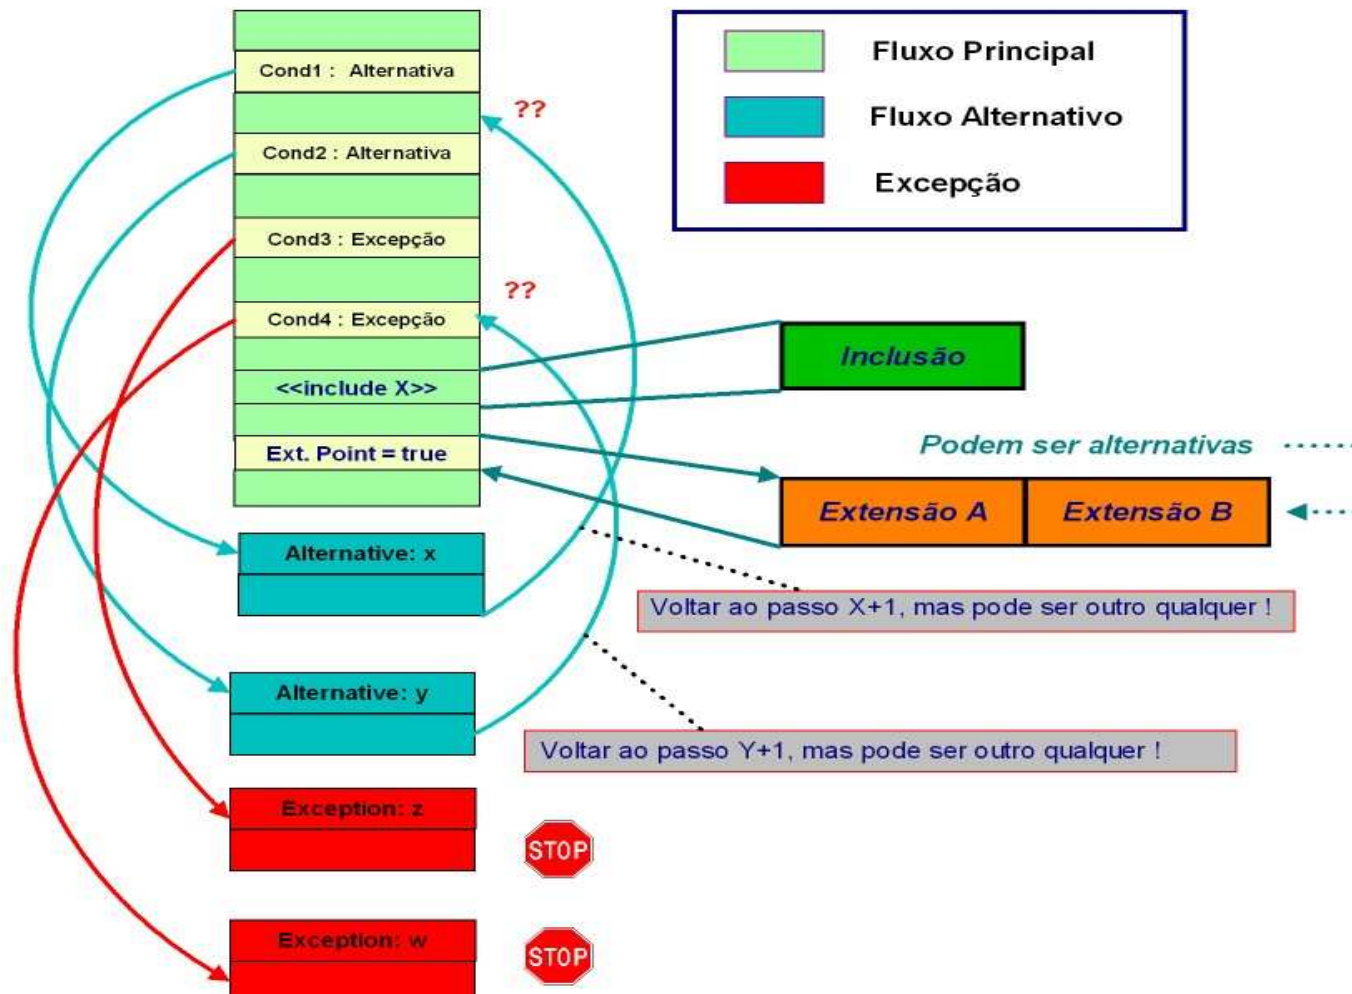 Cond1 : Alternativa
??
Cond2 : Alternativa
Cond3 : Excepção
??
Cond4 : Excepção
<<include X>>
Ext. Point = true
Fluxo Principal
Fluxo Alternativo
Excepção
Inclusão
Podem ser alternativas
Extensão A
Extensão B
Alternative: x
Voltar ao passo X+1, mas pode ser outro qualquer !
Alternative: y
Voltar ao passo Y+1, mas pode ser outro qualquer !
Exception: z
STOP
Exception: w
STOP